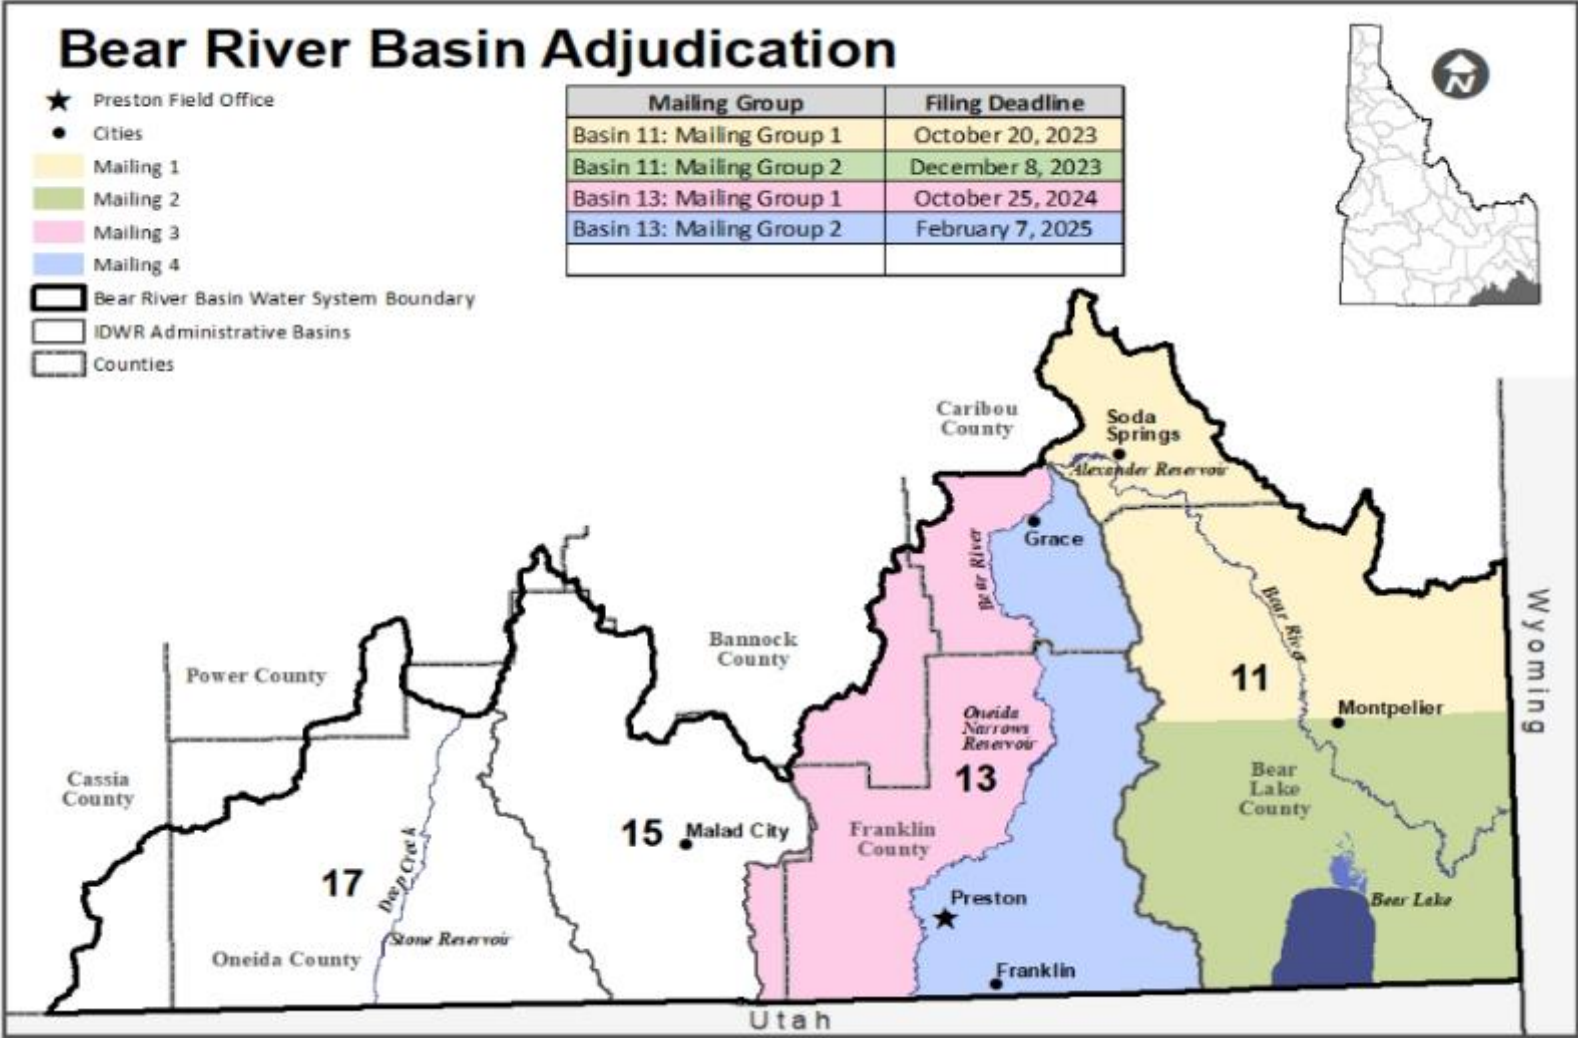 Bear River Basin Adjudication
Preston Field Office
Cities
Mailing 1
Mailing 2
Mailing 3
Mailing 4
Bear River Basin Water System Boundary
IDWR Administrative Basins
Counties
Mailing Group Filing Deadline
Basin 11: Mailing Group 1 October 20, 2023
Basin 11: Mailing Group 2 December 8, 2023
Basin 13: Mailing Group 1 October 25, 2024
Basin 13: Mailing Group 2 February 7, 2025
N
Caribou
County
Soda
Springs
Alexander Reservoir
Grace
Bear River
Bear River
Wyoming
Bannock
County
Power County
11
Montpelier
Oneida
Narrows
Reservoir
13
Cassia
County
Bear
Lake
County
15
Malad City
Franklin
County
17
Deep Creek
Preston
Bear Lake
Stone Reservoir
Oneida County
Franklin
Utah